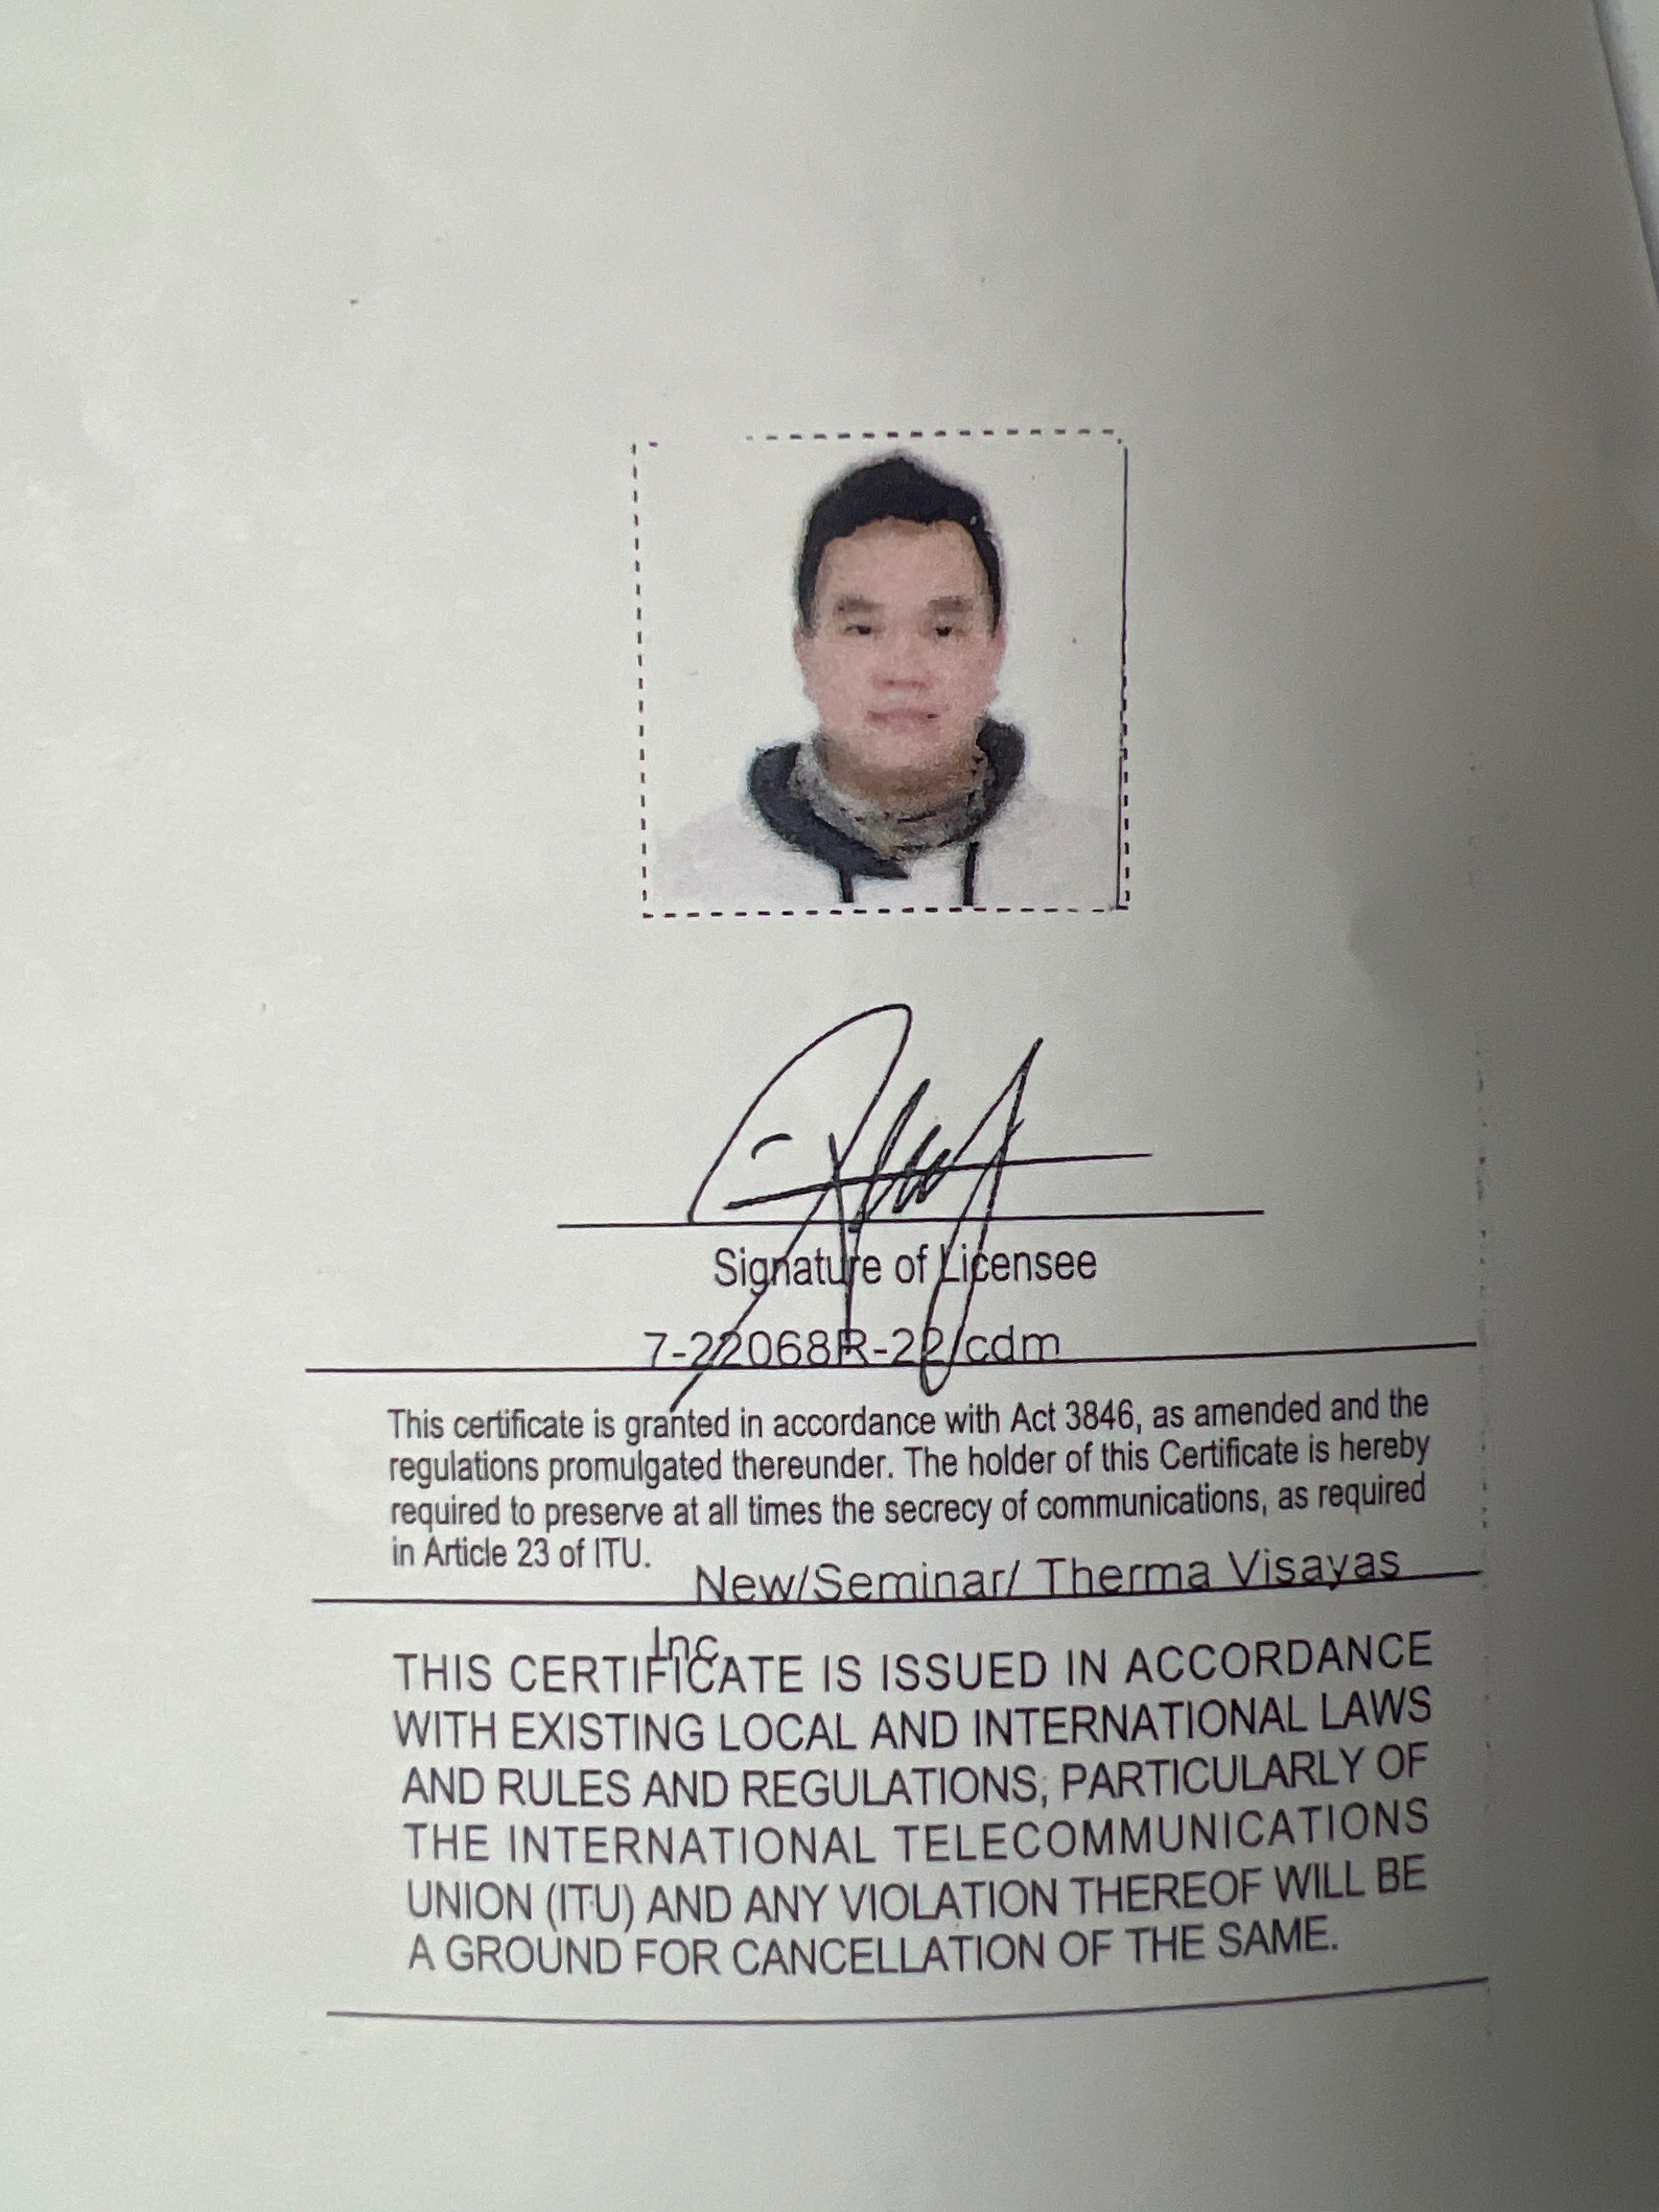 Signature of Licensee
7-22068R-22/cdm
This certificate is granted in accordance with Act 3846, as amended and the
regulations promulgated thereunder. The holder of this Certificate is hereby
required to preserve at all times the secrecy of communications, as required
in Article 23 of ITU.
New/Seminar/ Therma Visayas
Inc.
THIS CERTIFICATE IS ISSUED IN ACCORDANCE
WITH EXISTING LOCAL AND INTERNATIONAL LAWS
AND RULES AND REGULATIONS, PARTICULARLY OF
THE INTERNATIONAL TELECOMMUNICATIONS
UNION (ITU) AND ANY VIOLATION THEREOF WILL BE
A GROUND FOR CANCELLATION OF THE SAME.